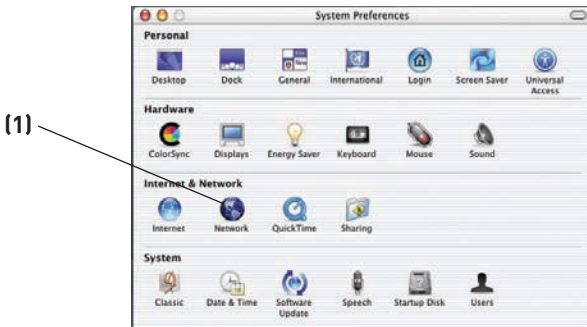 System Preferences
Personal
Desktop Dock General International Login Screen Saver Universal Access
Hardware
(1)
ColorSync Displays Energy Saver Keyboard Mouse Sound
Internet & Network
Internet Network QuickTime Sharing
System
Classic Date & Time Software Update Speech Startup Disk Users